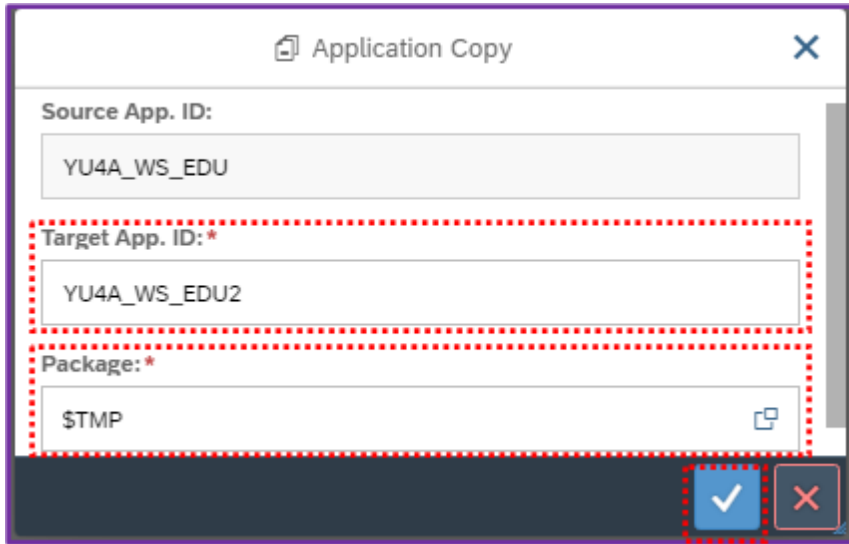 Application Copy
Source App. ID:
YU4A_WS_EDU
Target App. ID:*
YU4A_WS_EDU2
Package:*
$TMP